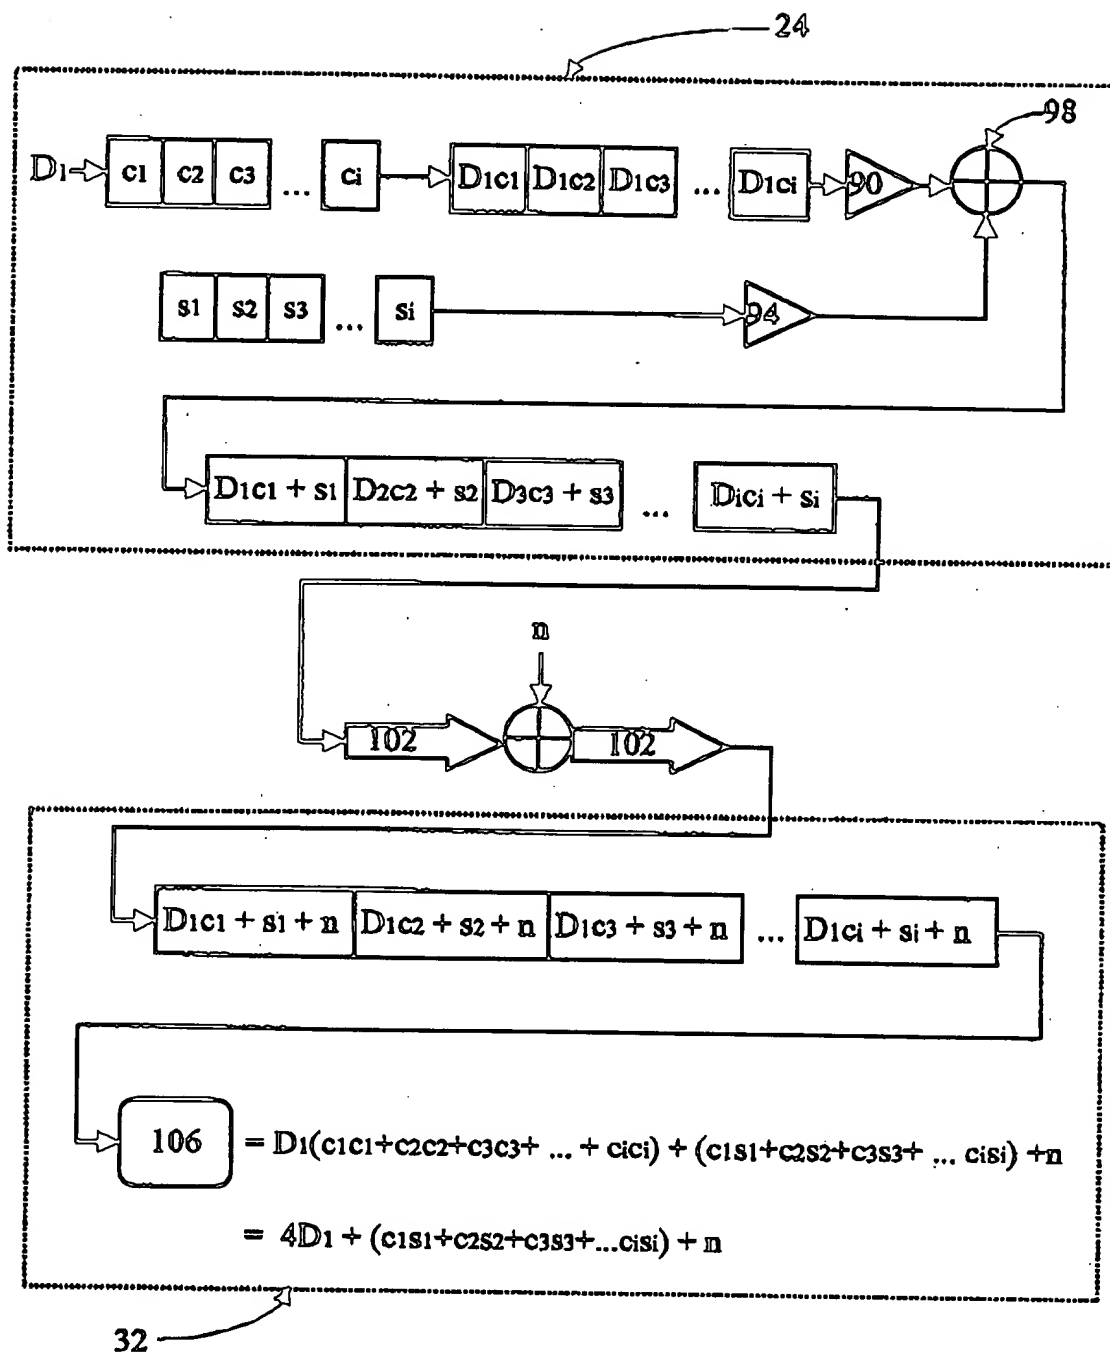 24
98
D1 c1 c2 c3 ... ci D1c1 D1c2 D1c3 ... D1ci 90
s1 s2 s3 ... si 94
D1c1 + s1 D2c2 + s2 D3c3 + s3 ... Dici + si
n
102 102
D1c1 + s1 + n D1c2 + s2 + n D1c3 + s3 + n ... D1ci + si + n
106 = D1(c1c1+c2c2+c3c3+ ... + cici) + (c1s1+c2s2+c3s3+ ... cisi) +n
= 4D1 + (c1s1+c2s2+c3s3+...cisi) + n
32